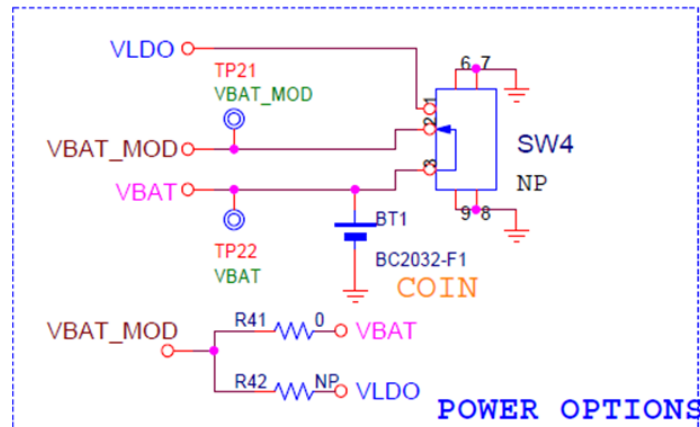 VLDO
TP21
VBAT_MOD
6 7
1
2
VBAT_MOD
SW4
3
NP
VBAT
BT1
9 8
TP22
BC2032-F1
VBAT
COIN
R41 0 VBAT
VBAT_MOD
R42 NP VLDO
POWER OPTIONS